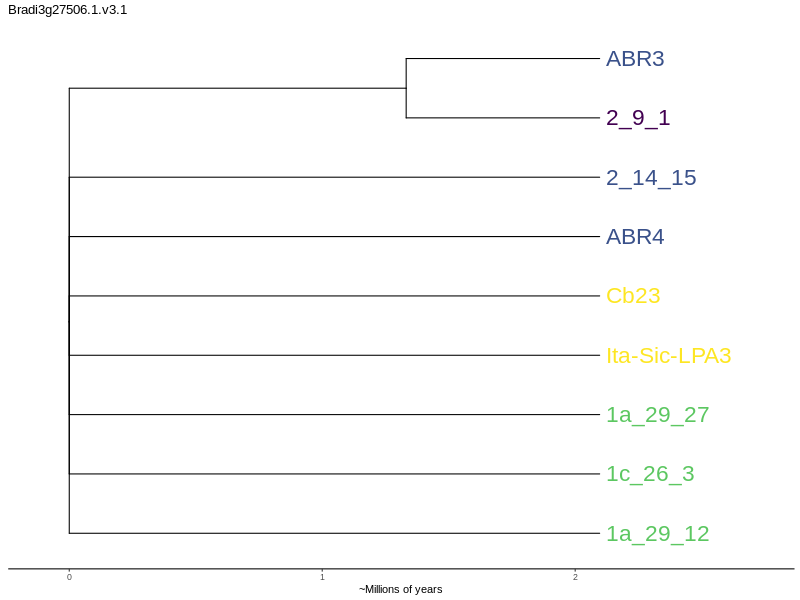 Bradi3g27506.1.v3.1
ABR3
2_9_1
2_14_15
ABR4
Cb23
Ita-Sic-LPA3
1a_29_27
1c_26_3
1a_29_12
0 1 2
~Millions of years